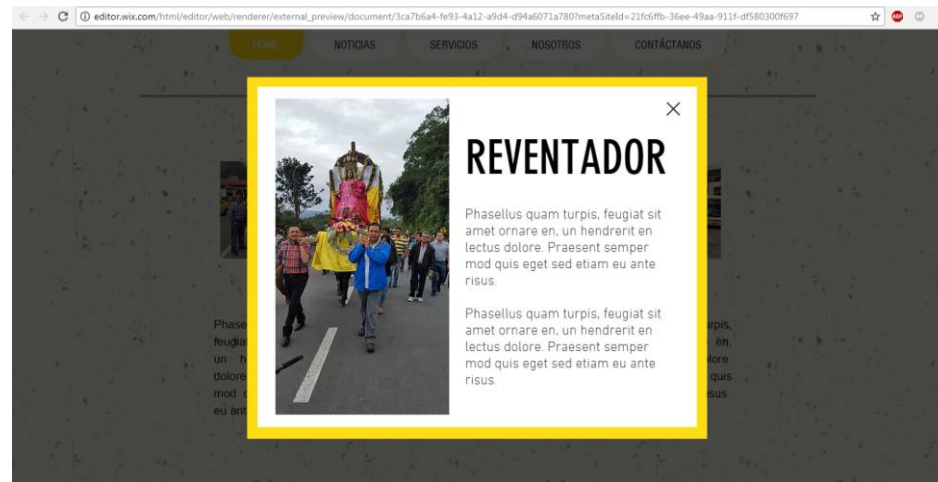 editor.wix.com/html/editor/web/renderer/external_preview/document/3ca7b6a4-fe93-4a12-a9d4-d94a6071a780?metaSiteId=21fc6ffb-36ee-49aa-911f-df580300f697
HOME NOTICIAS SERVICIOS NOSOTROS CONTÁCTANOS
REVENTADOR
Phasellus quam turpis, feugiat sit
amet ornare en, un hendrerit en
lectus dolore. Praesent semper
mod quis eget sed etiam eu ante
risus.
Phasellus quam turpis, feugiat sit
amet ornare en, un hendrerit en
lectus dolore. Praesent semper
mod quis eget sed etiam eu ante
risus.